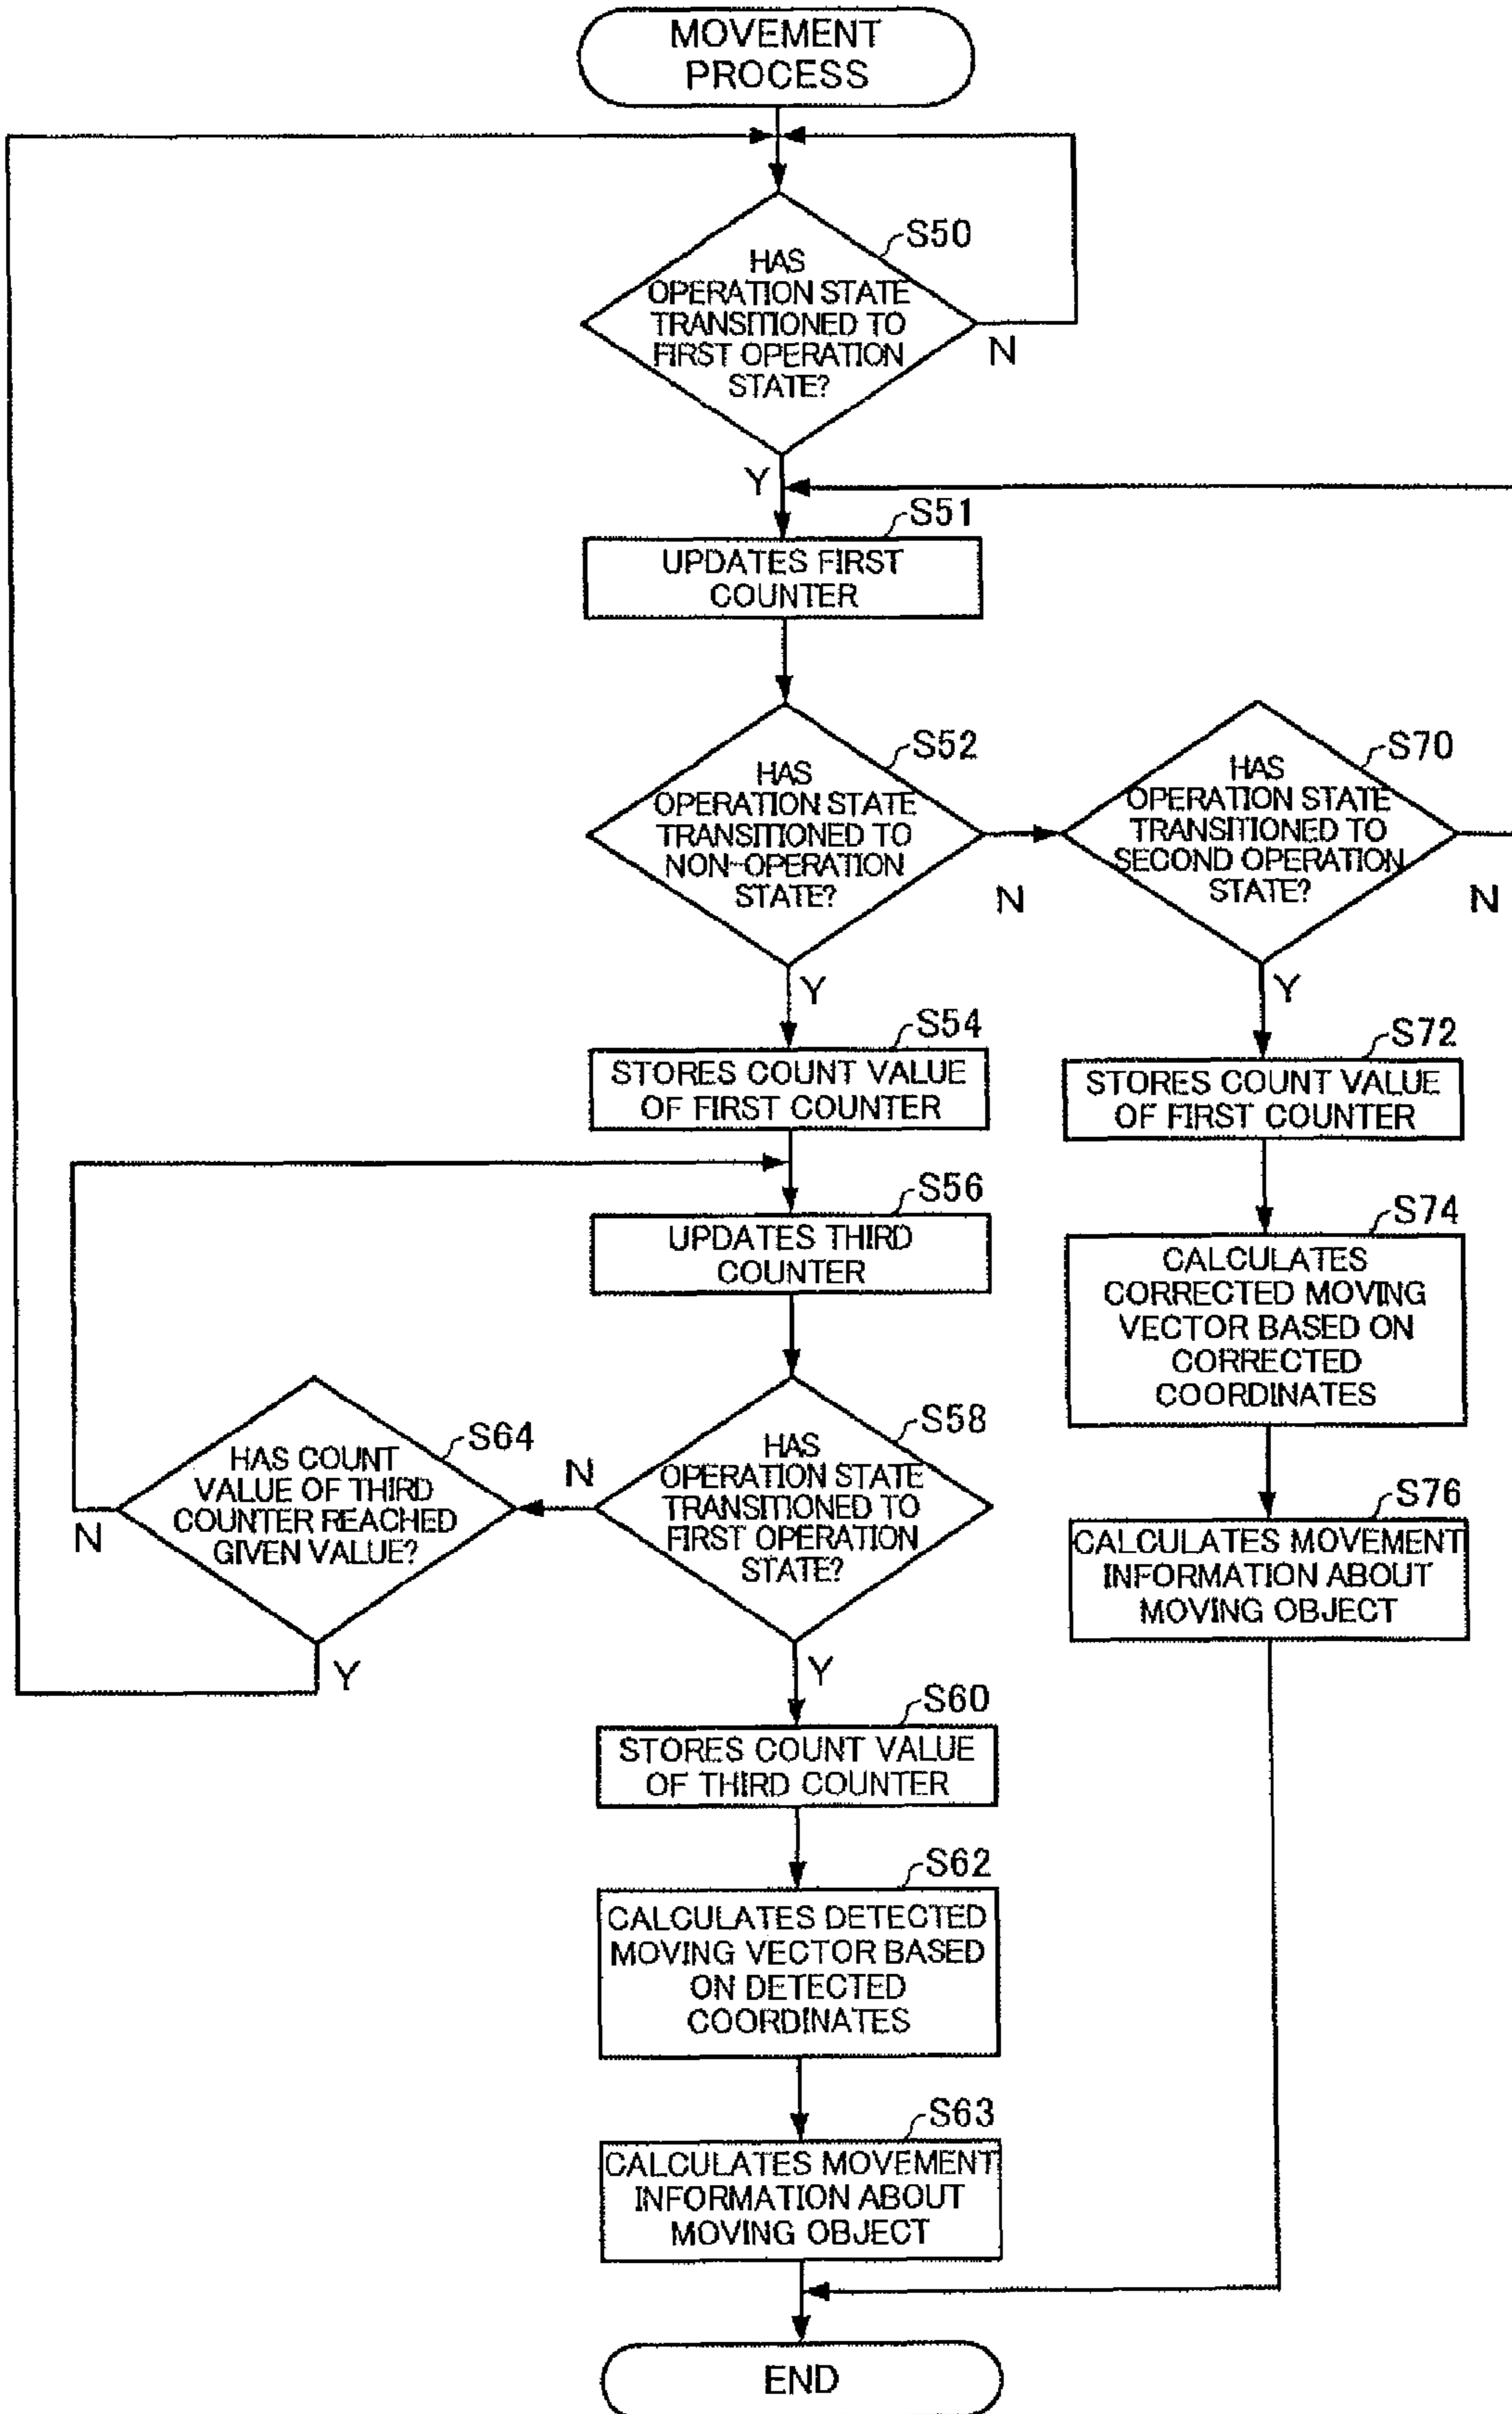 MOVEMENT
PROCESS
S50
HAS
OPERATION STATE
TRANSITIONED TO
FIRST OPERATION
STATE?
N
Y
S51
UPDATES FIRST
COUNTER
S52
HAS
OPERATION STATE
TRANSITIONED TO
NON-OPERATION
STATE?
N
Y
S70
HAS
OPERATION STATE
TRANSITIONED TO
SECOND OPERATION
STATE?
N
Y
S54
STORES COUNT VALUE
OF FIRST COUNTER
S72
STORES COUNT VALUE
OF FIRST COUNTER
S56
UPDATES THIRD
COUNTER
S74
CALCULATES
CORRECTED MOVING
VECTOR BASED ON
CORRECTED
COORDINATES
S58
HAS
OPERATION STATE
TRANSITIONED TO
FIRST OPERATION
STATE?
N
Y
S64
HAS COUNT
VALUE OF THIRD
COUNTER REACHED
GIVEN VALUE?
N
Y
S76
CALCULATES MOVEMENT
INFORMATION ABOUT
MOVING OBJECT
S60
STORES COUNT VALUE
OF THIRD COUNTER
S62
CALCULATES DETECTED
MOVING VECTOR BASED
ON DETECTED
COORDINATES
S63
CALCULATES MOVEMENT
INFORMATION ABOUT
MOVING OBJECT
END